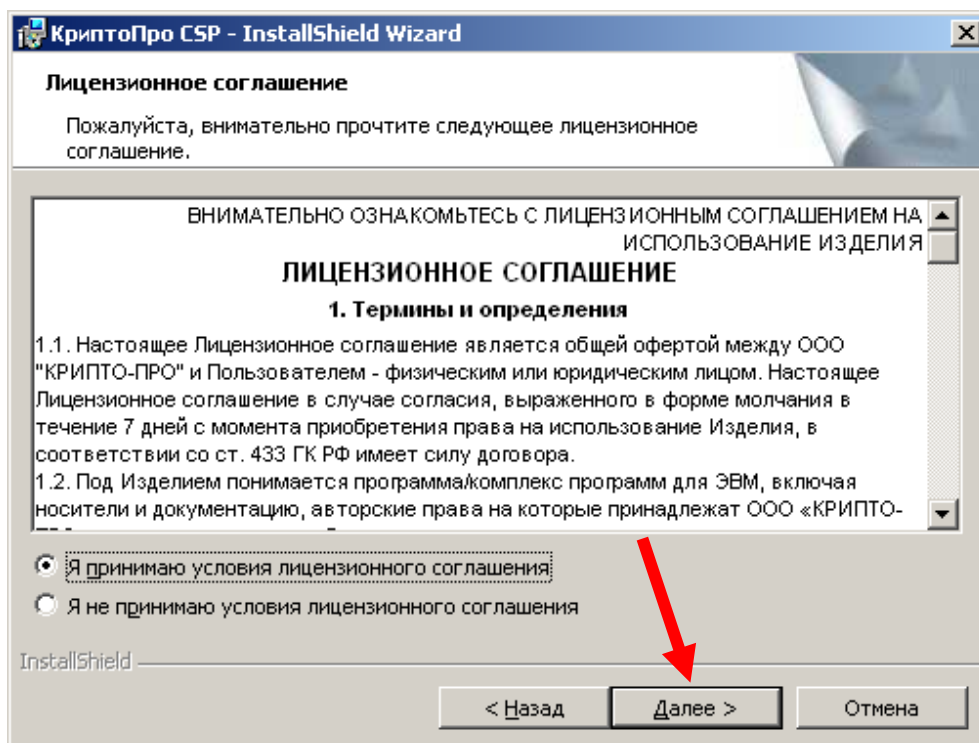 КриптоПро CSP - InstallShield Wizard
Лицензионное соглашение
Пожалуйста, внимательно прочтите следующее лицензионное
соглашение.
ВНИМАТЕЛЬНО ОЗНАКОМЬТЕСЬ С ЛИЦЕНЗИОННЫМ СОГЛАШЕНИЕМ НА
ИСПОЛЬЗОВАНИЕ ИЗДЕЛИЯ
ЛИЦЕНЗИОННОЕ СОГЛАШЕНИЕ
1. Термины и определения
1.1. Настоящее Лицензионное соглашение является общей офертой между ООО
"КРИПТО-ПРО" и Пользователем - физическим или юридическим лицом. Настоящее
Лицензионное соглашение в случае согласия, выраженного в форме молчания в
течение 7 дней с момента приобретения права на использование Изделия, в
соответствии со ст. 433 ГК РФ имеет силу договора.
1.2. Под Изделием понимается программа/комплекс программ для ЭВМ, включая
носители и документацию, авторские права на которые принадлежат ООО «КРИПТО-
Я принимаю условия лицензионного соглашения
Я не принимаю условия лицензионного соглашения
InstallShield
< Назад
Далее >
Отмена